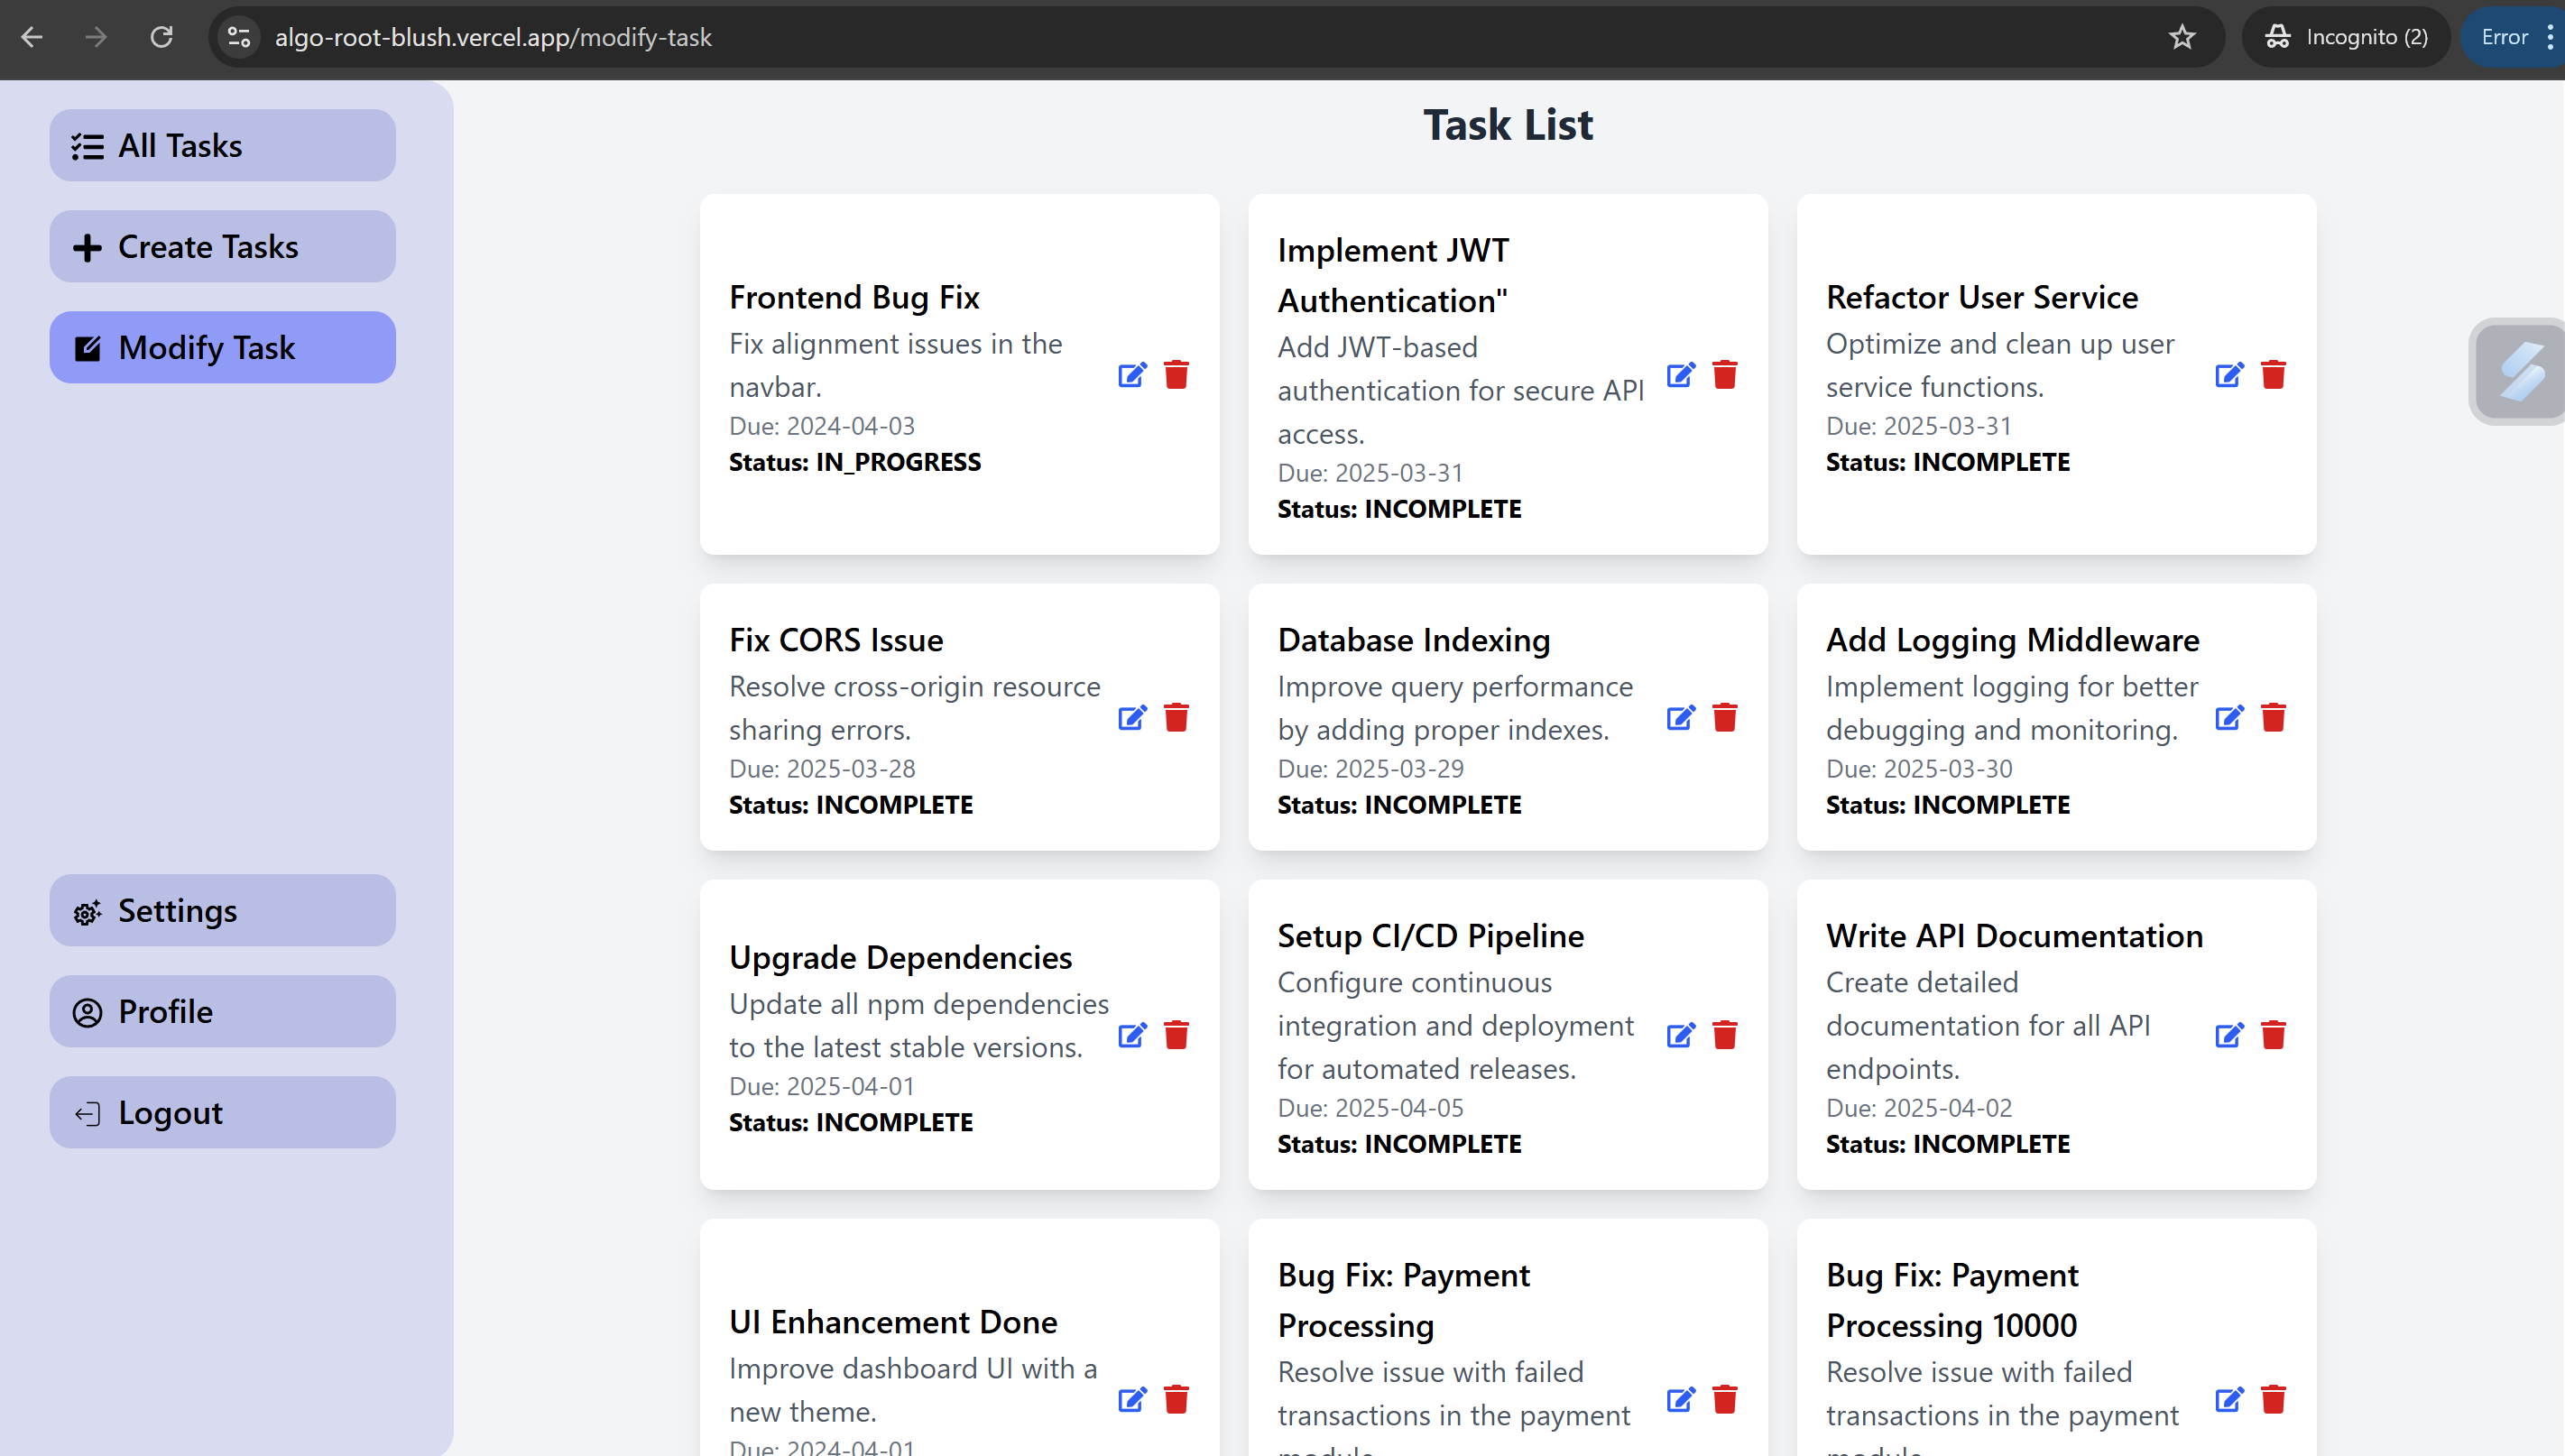 algo-root-blush.vercel.app/modify-task
Incognito (2)
Error
All Tasks
Create Tasks
Modify Task
Settings
Profile
Logout
Task List
Frontend Bug Fix
Fix alignment issues in the
navbar.
Due: 2024-04-03
Status: IN_PROGRESS
Implement JWT
Authentication"
Add JWT-based
authentication for secure API
access.
Due: 2025-03-31
Status: INCOMPLETE
Refactor User Service
Optimize and clean up user
service functions.
Due: 2025-03-31
Status: INCOMPLETE
Fix CORS Issue
Resolve cross-origin resource
sharing errors.
Due: 2025-03-28
Status: INCOMPLETE
Database Indexing
Improve query performance
by adding proper indexes.
Due: 2025-03-29
Status: INCOMPLETE
Add Logging Middleware
Implement logging for better
debugging and monitoring.
Due: 2025-03-30
Status: INCOMPLETE
Upgrade Dependencies
Update all npm dependencies
to the latest stable versions.
Due: 2025-04-01
Status: INCOMPLETE
Setup CI/CD Pipeline
Configure continuous
integration and deployment
for automated releases.
Due: 2025-04-05
Status: INCOMPLETE
Write API Documentation
Create detailed
documentation for all API
endpoints.
Due: 2025-04-02
Status: INCOMPLETE
UI Enhancement Done
Improve dashboard UI with a
new theme.
Due: 2024-04-01
Bug Fix: Payment
Processing
Resolve issue with failed
transactions in the payment
module.
Bug Fix: Payment
Processing 10000
Resolve issue with failed
transactions in the payment
module.